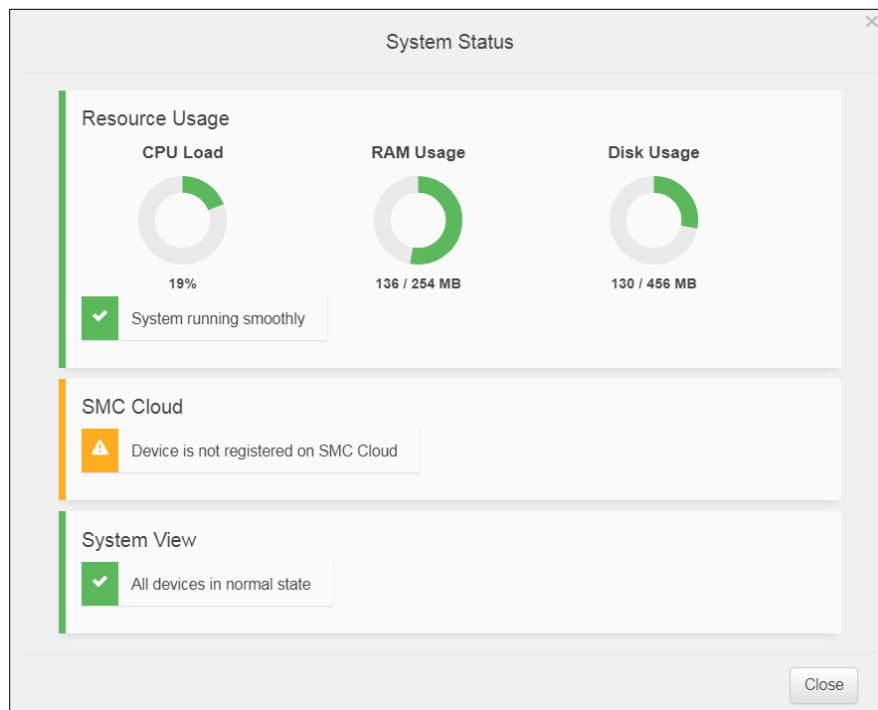 System Status
×
Resource Usage
CPU Load
RAM Usage
Disk Usage
19%
136 / 254 MB
130 / 456 MB
System running smoothly
SMC Cloud
Device is not registered on SMC Cloud
System View
All devices in normal state
Close